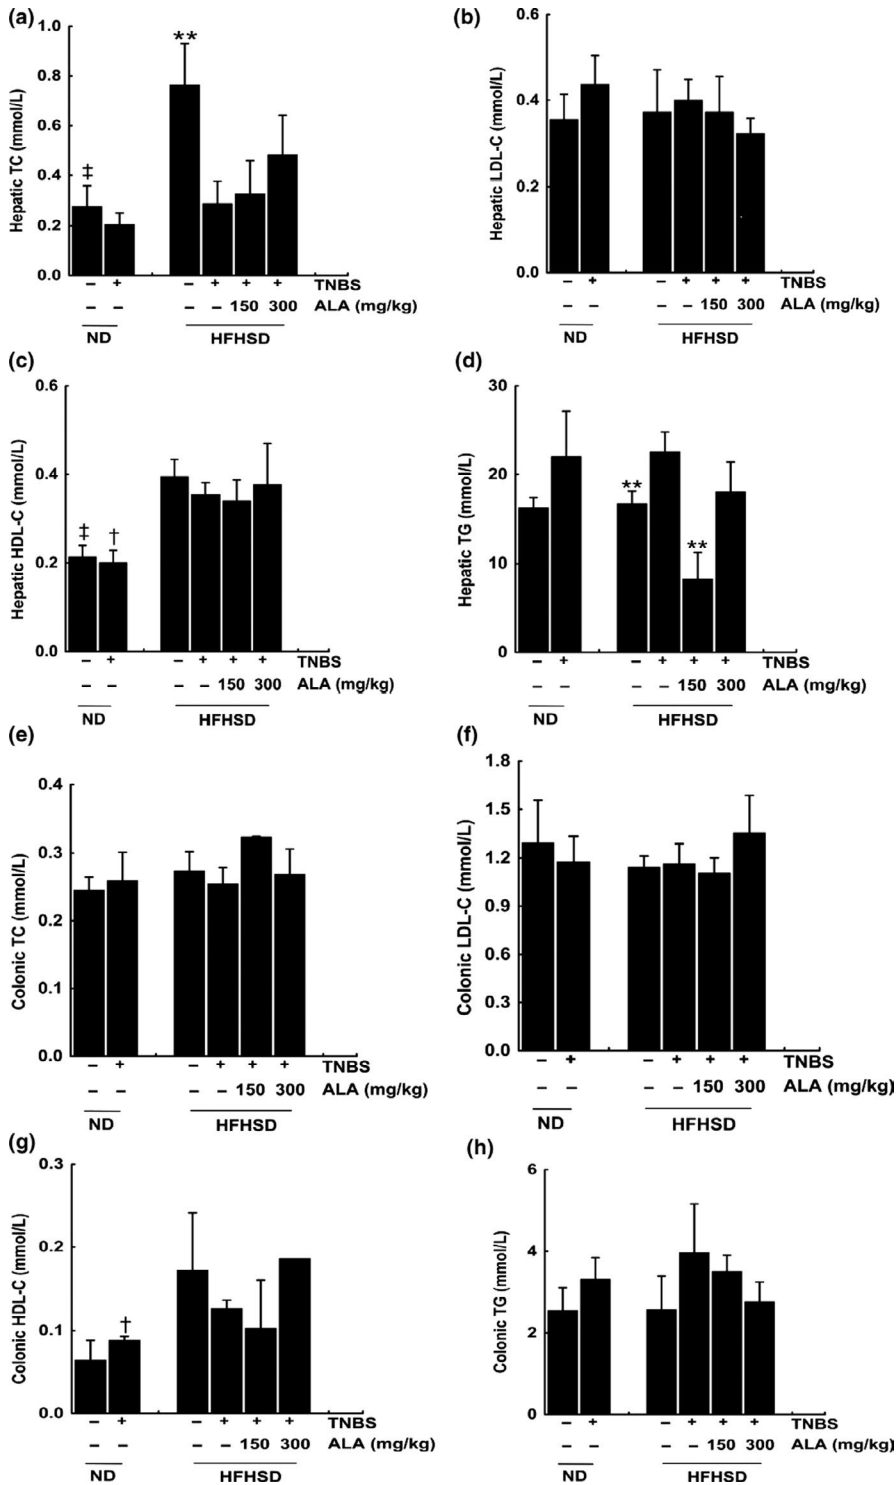 (a)
Hepatic TC (mmol/L)
1.0
0.8
0.6
0.4
0.2
0.0
‡
**
– + – + + + TNBS
– – – – 150 300 ALA (mg/kg)
ND HFHSD
(b)
Hepatic LDL-C (mmol/L)
0.6
0.4
0.2
0.0
– + – + + + TNBS
– – – – 150 300 ALA (mg/kg)
ND HFHSD
(c)
Hepatic HDL-C (mmol/L)
0.6
0.4
0.2
0.0
‡ †
– + – + + + TNBS
– – – – 150 300 ALA (mg/kg)
ND HFHSD
(d)
Hepatic TG (mmol/L)
30
20
10
0
** **
– + – + + + TNBS
– – – – 150 300 ALA (mg/kg)
ND HFHSD
(e)
Colonic TC (mmol/L)
0.4
0.3
0.2
0.1
0.0
– + – + + + TNBS
– – – – 150 300 ALA (mg/kg)
ND HFHSD
(f)
Colonic LDL-C (mmol/L)
1.8
1.5
1.2
0.9
0.6
0.3
0.0
– + – + + + TNBS
– – – – 150 300 ALA (mg/kg)
ND HFHSD
(g)
Colonic HDL-C (mmol/L)
0.3
0.2
0.1
0.0
†
– + – + + + TNBS
– – – – 150 300 ALA (mg/kg)
ND HFHSD
(h)
Colonic TG (mmol/L)
6
4
2
0
– + – + + + TNBS
– – – – 150 300 ALA (mg/kg)
ND HFHSD